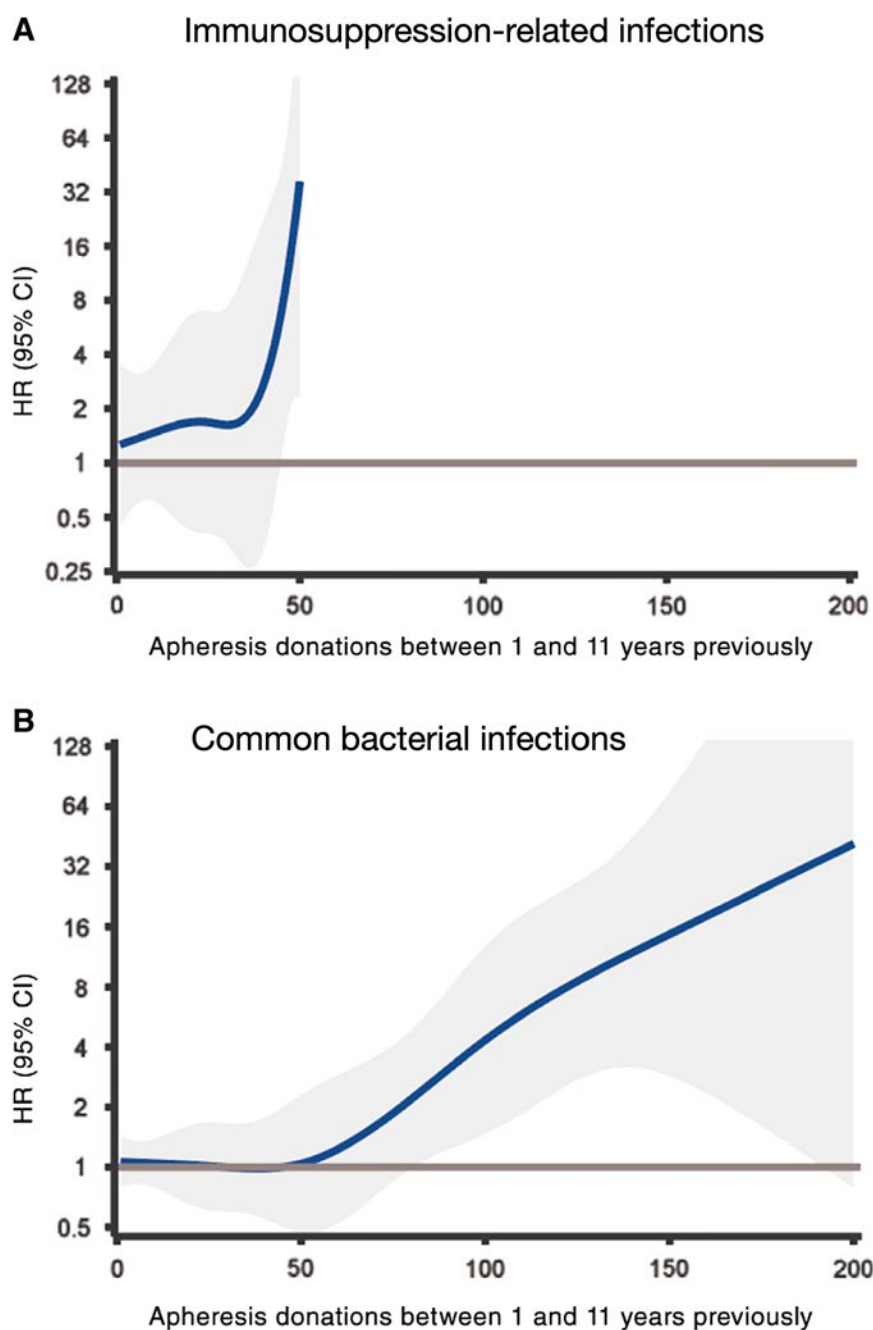 A
Immunosuppression-related infections
128
64
32
16
8
4
2
1
0.5
0.25
HR (95% CI)
0 50 100 150 200
Apheresis donations between 1 and 11 years previously
B
Common bacterial infections
128
64
32
16
8
4
2
1
0.5
HR (95% CI)
0 50 100 150 200
Apheresis donations between 1 and 11 years previously